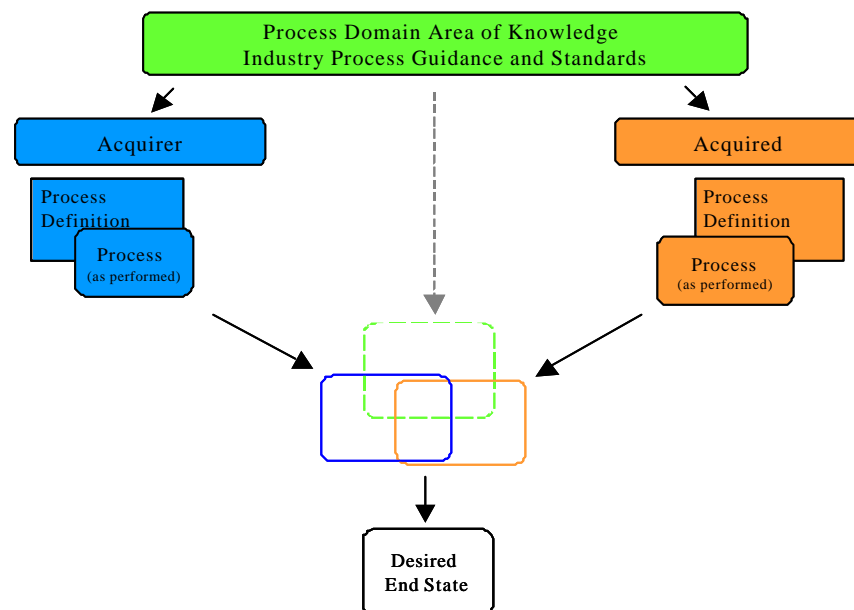 Process Domain Area of Knowledge
Industry Process Guidance and Standards
Acquirer
Acquired
Process
Definition
Process
(as performed)
Process
Definition
Process
(as performed)
Desired
End State